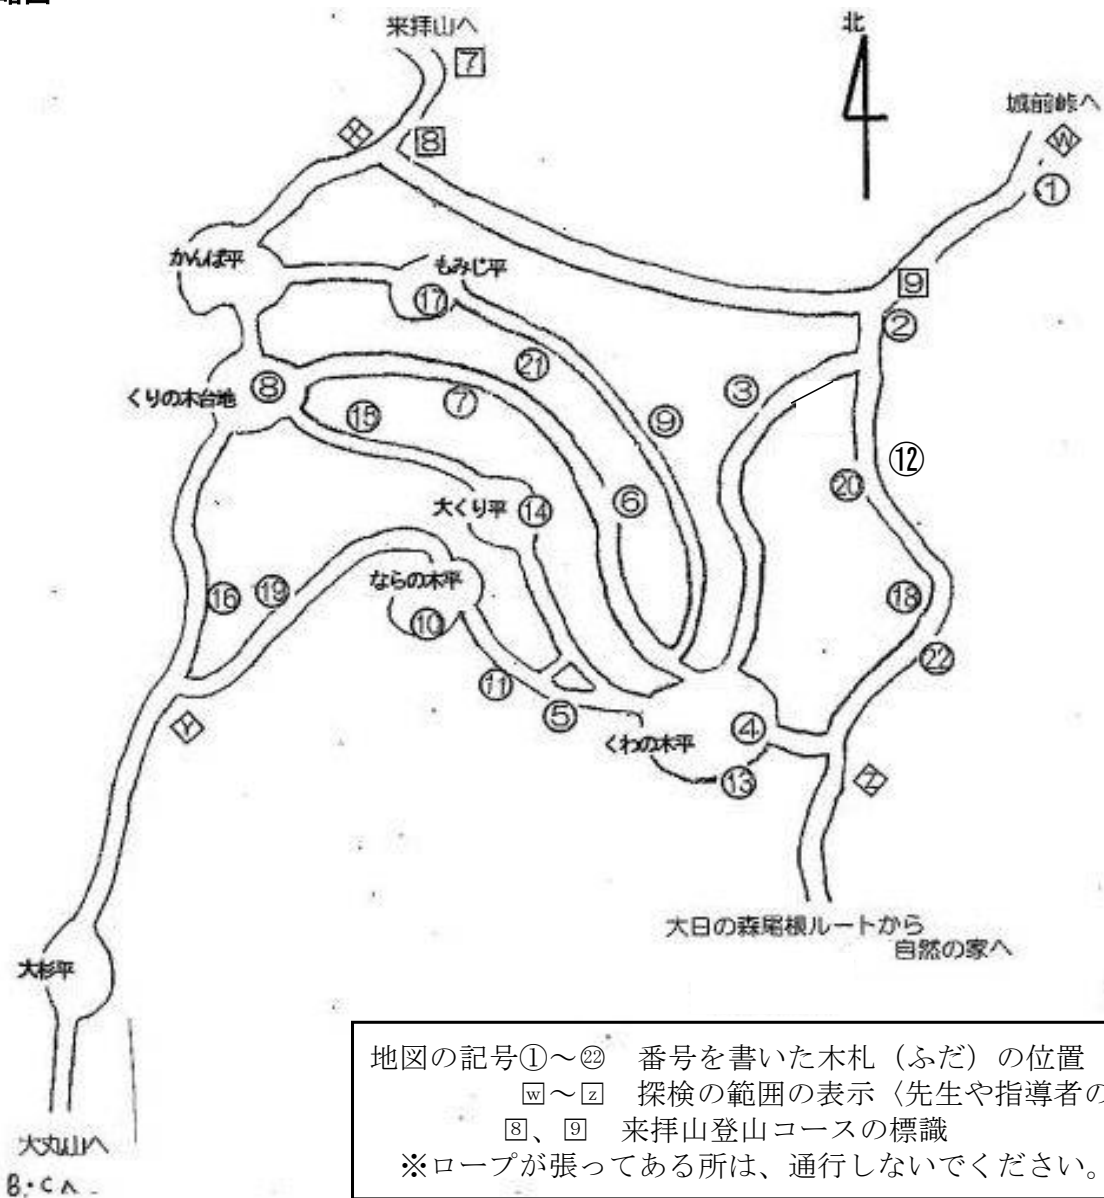 来拝山へ
7
北
城前峠へ
W
8
X
①
かんば平
もみじ平
9
⑰
②
㉑
③
くりの木台地
⑧
⑦
⑮
⑨
⑫
⑳
大くり平
⑭
⑥
ならの木平
⑯
⑲
⑩
⑱
㉒
⑪
⑤
Y
④
くわの木平
⑬
Z
大日の森尾根ルートから
自然の家へ
大杉平
地図の記号①～㉒ 番号を書いた木札（ふだ）の位置
W～Z 探検の範囲の表示〈先生や指導者の
8、9 来拝山登山コースの標識
※ロープが張ってある所は、通行しないでください。
大丸山へ
B・Cへ